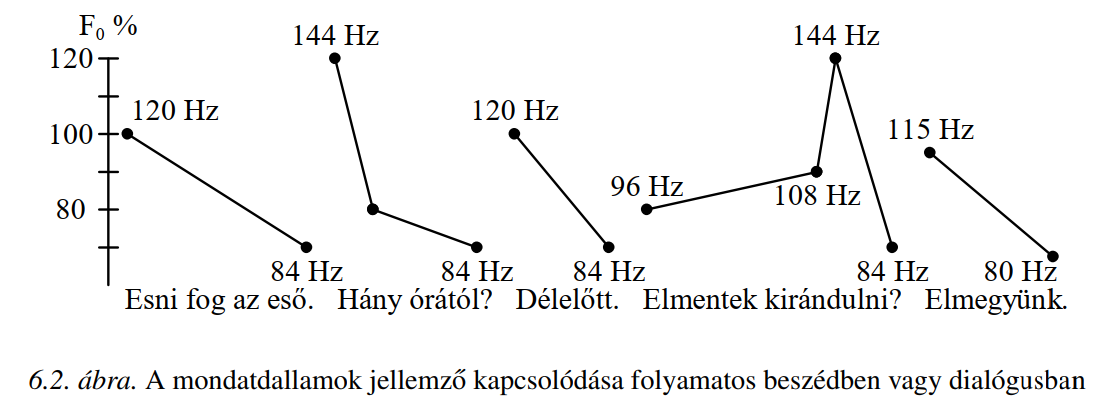 F₀ %
144 Hz 144 Hz
120
120 Hz 120 Hz
115 Hz
100
96 Hz
80
108 Hz
84 Hz 84 Hz 84 Hz 84 Hz 80 Hz
Esni fog az eső. Hány órától? Délelőtt. Elmentek kirándulni? Elmegyünk.
6.2. ábra. A mondatdallamok jellemző kapcsolódása folyamatos beszédben vagy dialógusban